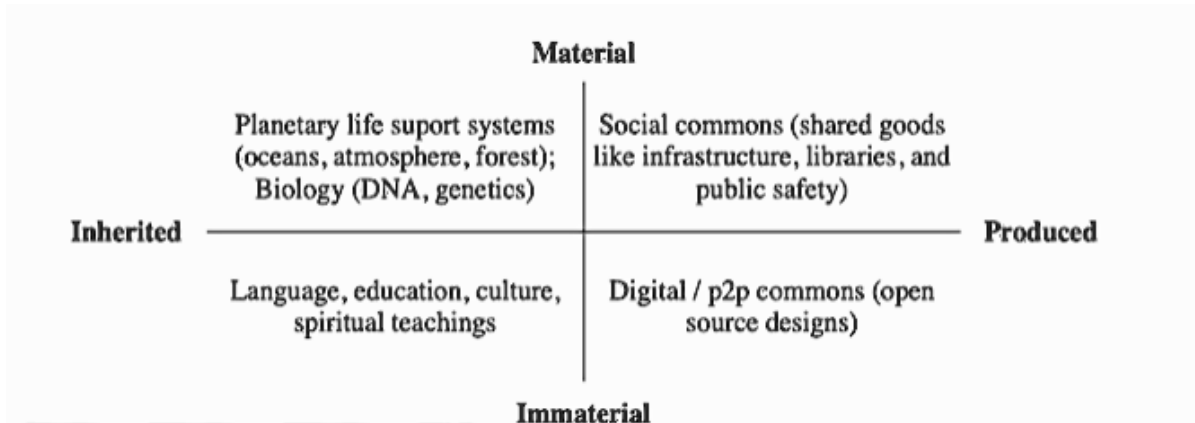 Material
Planetary life suport systems
(oceans, atmosphere, forest);
Biology (DNA, genetics)
Social commons (shared goods
like infrastructure, libraries, and
public safety)
Inherited
Produced
Language, education, culture,
spiritual teachings
Digital / p2p commons (open
source designs)
Immaterial